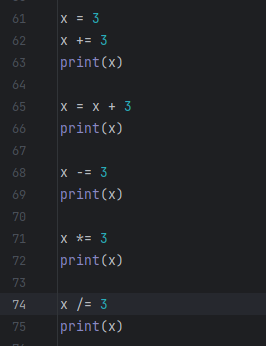 61 x = 3
62 x += 3
63 print(x)
64
65 x = x + 3
66 print(x)
67
68 x -= 3
69 print(x)
70
71 x *= 3
72 print(x)
73
74 x /= 3
75 print(x)